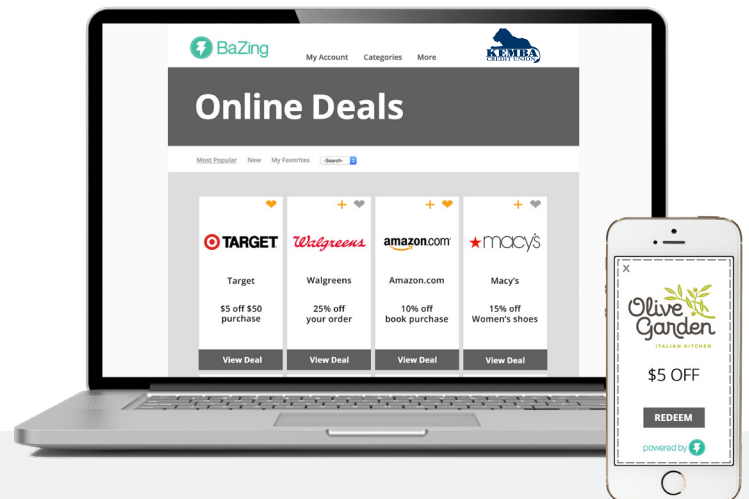 BaZing
My Account Categories More
KEMBA
CREDIT UNION
Online Deals
Most Popular New My Favorites -Search-
TARGET
Walgreens
amazon.com
macy's
Target
Walgreens
Amazon.com
Macy's
$5 off $50
purchase
25% off
your order
10% off
book purchase
15% off
Women's shoes
View Deal
View Deal
View Deal
View Deal
X
Olive
Garden
ITALIAN KITCHEN
$5 OFF
REDEEM
powered by